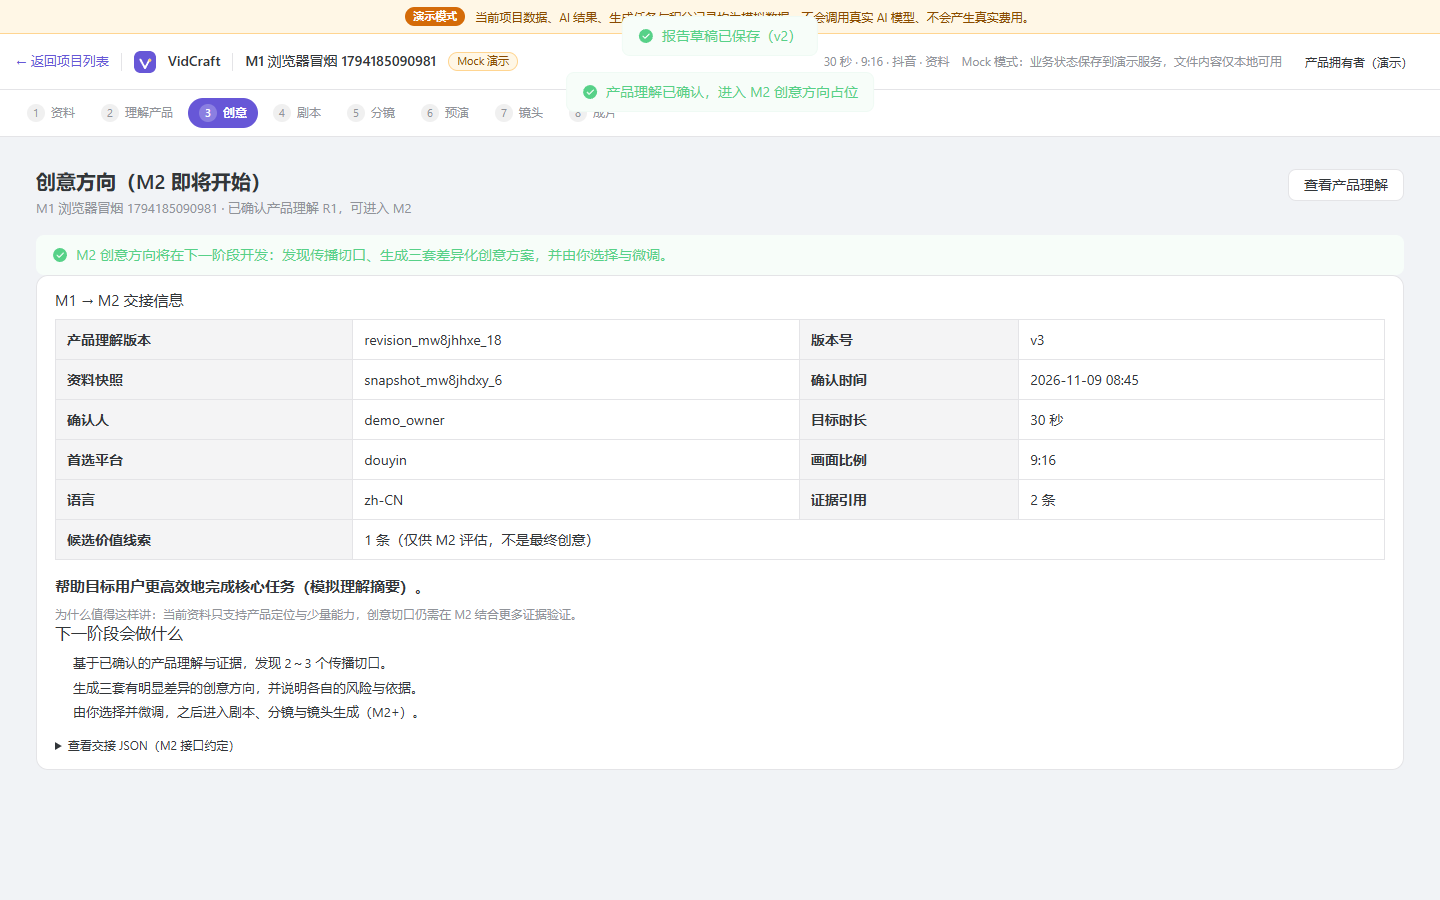 演示模式 当前项目数据、AI 结果、生成任务与积分记录均为模拟数据，不会调用真实 AI 模型、不会产生真实费用。
报告草稿已保存（v2）
← 返回项目列表 VidCraft M1 浏览器冒烟 1794185090981 Mock 演示 30 秒 · 9:16 · 抖音 · 资料 Mock 模式：业务状态保存到演示服务，文件内容仅本地可用 产品拥有者（演示）
产品理解已确认，进入 M2 创意方向占位
1 资料 2 理解产品 3 创意 4 剧本 5 分镜 6 预演 7 镜头 8 成片
创意方向（M2 即将开始）
查看产品理解
M1 浏览器冒烟 1794185090981 · 已确认产品理解 R1，可进入 M2
M2 创意方向将在下一阶段开发：发现传播切口、生成三套差异化创意方案，并由你选择与微调。
M1 → M2 交接信息
产品理解版本 revision_mw8jhhxe_18 版本号 v3
资料快照 snapshot_mw8jhdxy_6 确认时间 2026-11-09 08:45
确认人 demo_owner 目标时长 30 秒
首选平台 douyin 画面比例 9:16
语言 zh-CN 证据引用 2 条
候选价值线索 1 条（仅供 M2 评估，不是最终创意）
帮助目标用户更高效地完成核心任务（模拟理解摘要）。
为什么值得这样讲：当前资料只支持产品定位与少量能力，创意切口仍需在 M2 结合更多证据验证。
下一阶段会做什么
基于已确认的产品理解与证据，发现 2～3 个传播切口。
生成三套有明显差异的创意方向，并说明各自的风险与依据。
由你选择并微调，之后进入剧本、分镜与镜头生成（M2+）。
▶ 查看交接 JSON（M2 接口约定）